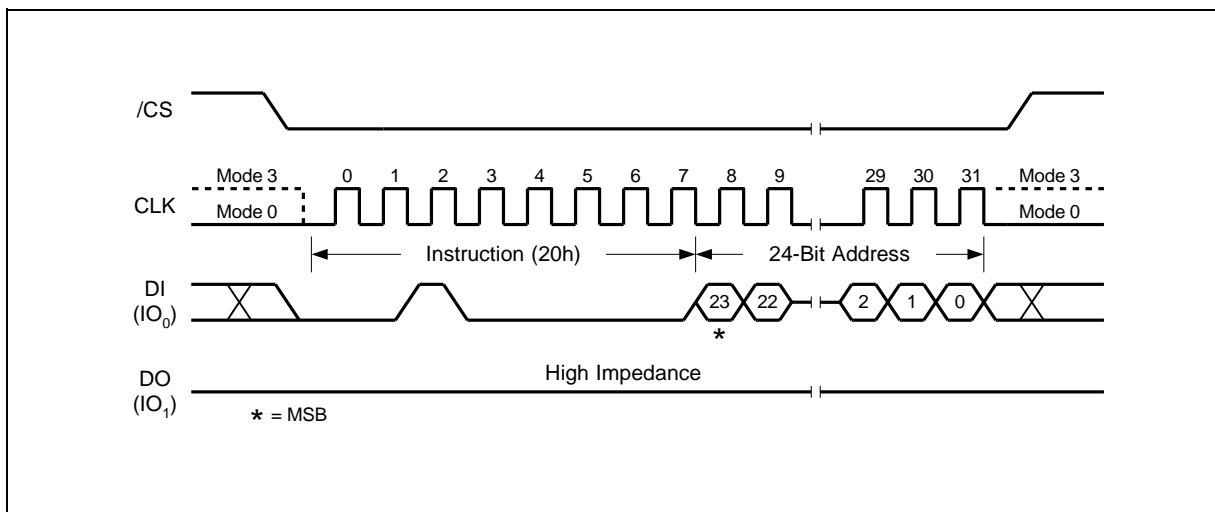 /CS
Mode 3
0 1 2 3 4 5 6 7 8 9 29 30 31
Mode 3
CLK
Mode 0
Mode 0
Instruction (20h)
24-Bit Address
DI
(IO₀)
23 22 2 1 0
*
High Impedance
DO
(IO₁)
* = MSB